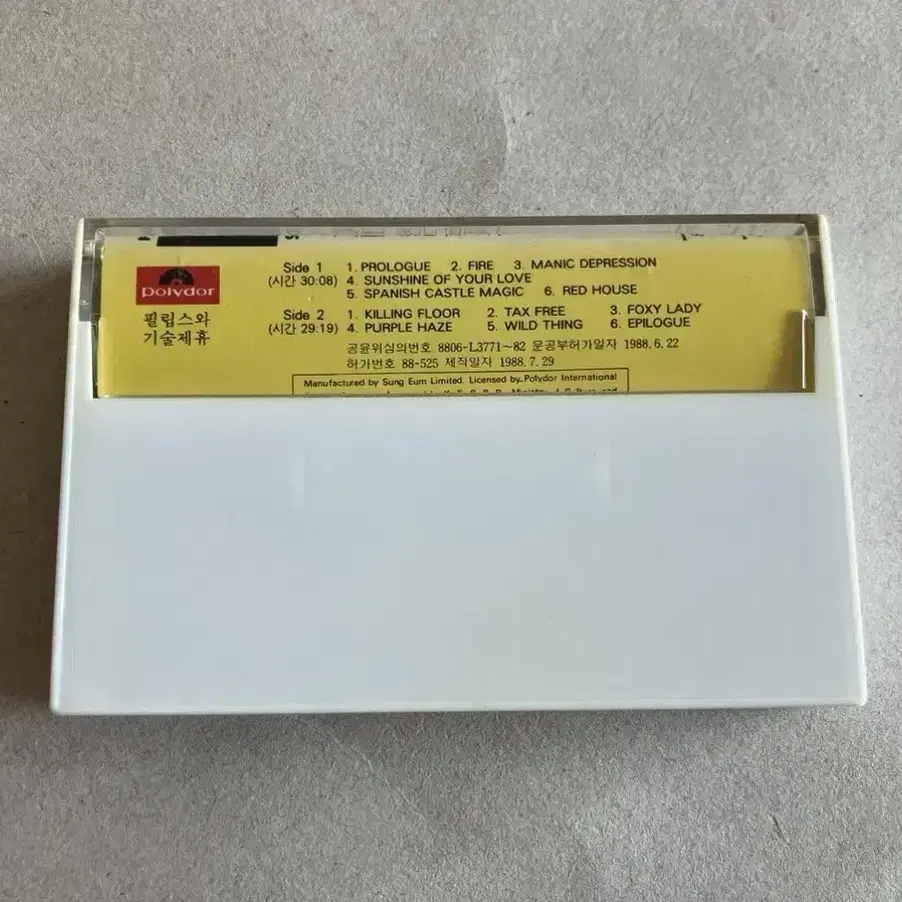 polydor
필립스와
기술제휴
Side 1 1. PROLOGUE 2. FIRE 3. MANIC DEPRESSION
(시간 30:08) 4. SUNSHINE OF YOUR LOVE
5. SPANISH CASTLE MAGIC 6. RED HOUSE
Side 2 1. KILLING FLOOR 2. TAX FREE 3. FOXY LADY
(시간 29:19) 4. PURPLE HAZE 5. WILD THING 6. EPILOGUE
공윤위심의번호 8806-L3771~82 문공부허가일자 1988.6.22
허가번호 88-525 제작일자 1988.7.29
Manufactured by Sung Eum Limited. Licensed by Polydor International